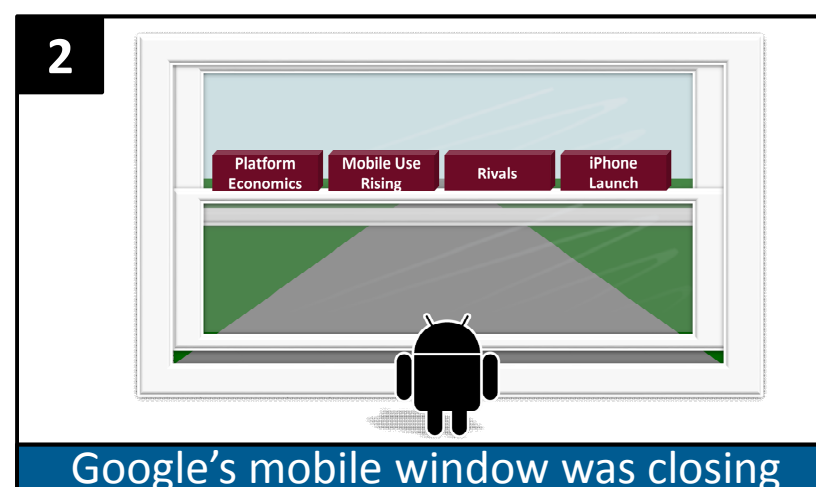 2
Platform
Economics
Mobile Use
Rising
Rivals
iPhone
Launch
Google's mobile window was closing